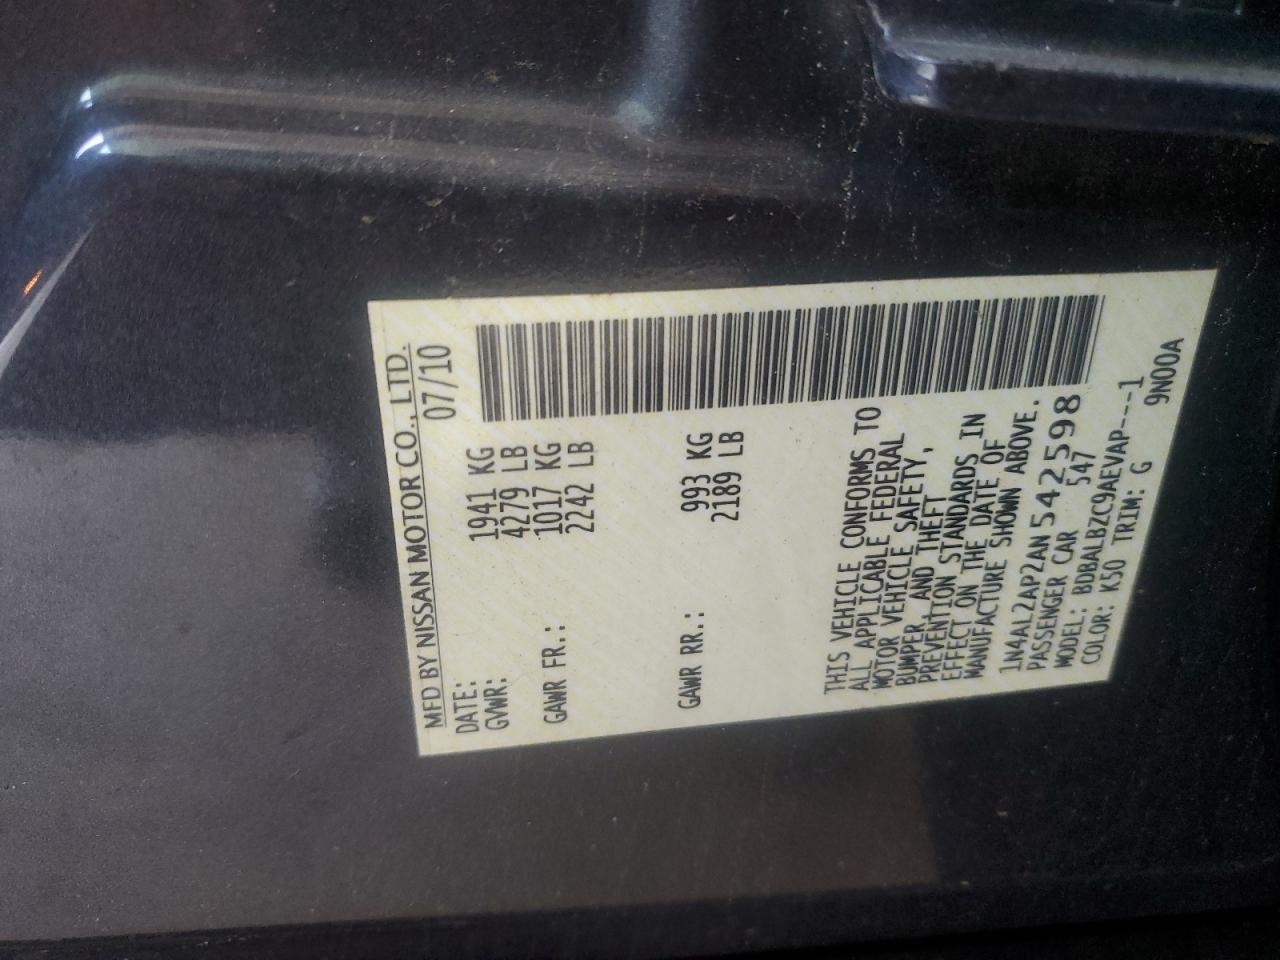 MFD BY NISSAN MOTOR CO., LTD.
DATE: 07/10
GVWR: 1941 KG
4279 LB
GAWR FR.: 1017 KG
2242 LB
GAWR RR.: 993 KG
2189 LB
THIS VEHICLE CONFORMS TO
ALL APPLICABLE FEDERAL
MOTOR VEHICLE SAFETY,
BUMPER, AND THEFT
PREVENTION STANDARDS IN
EFFECT ON THE DATE OF
MANUFACTURE SHOWN ABOVE.
1N4AL2AP2AN542598
PASSENGER CAR 547
MODEL: BDBALBZC9AEVAP----1
COLOR: K50 TRIM: G 9N00A